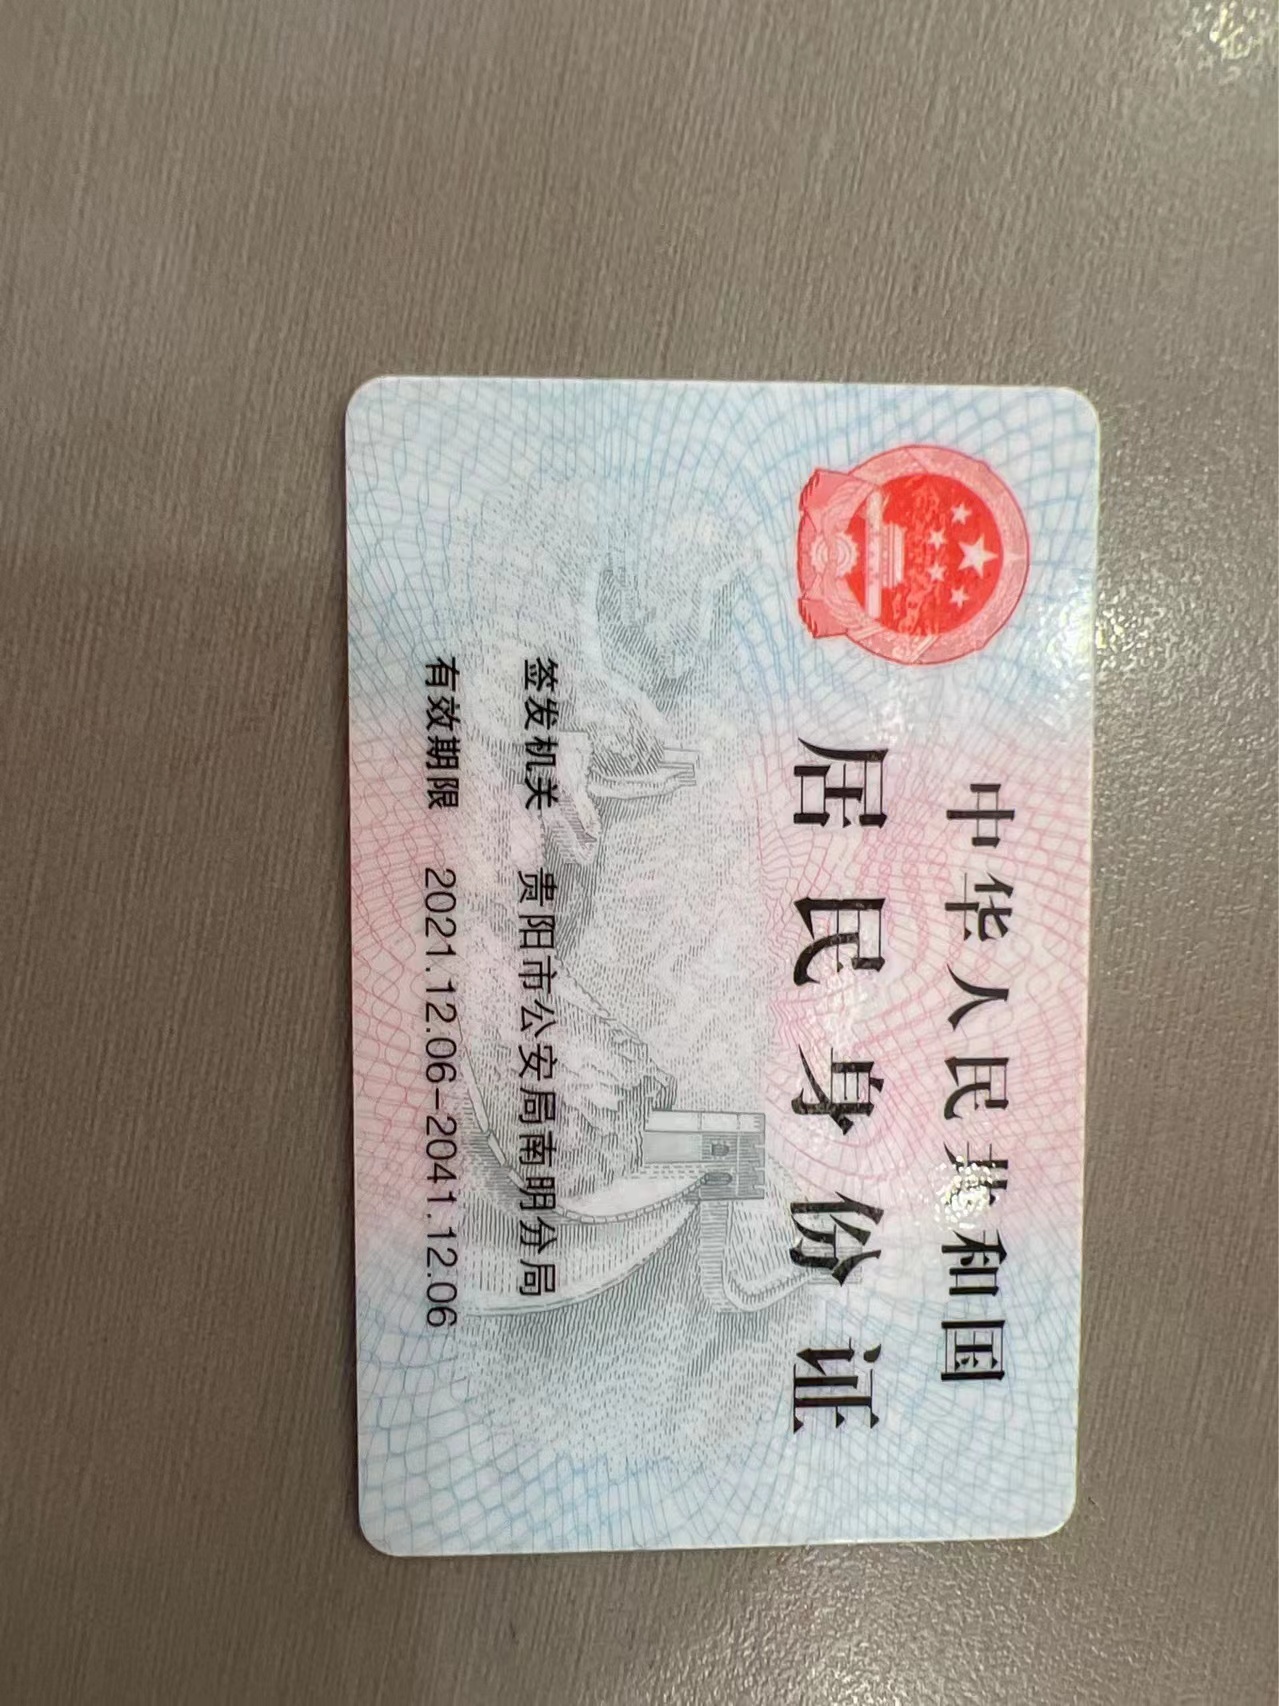 中华人民共和国
居民身份证
签发机关 贵阳市公安局南明分局
有效期限 2021.12.06-2041.12.06